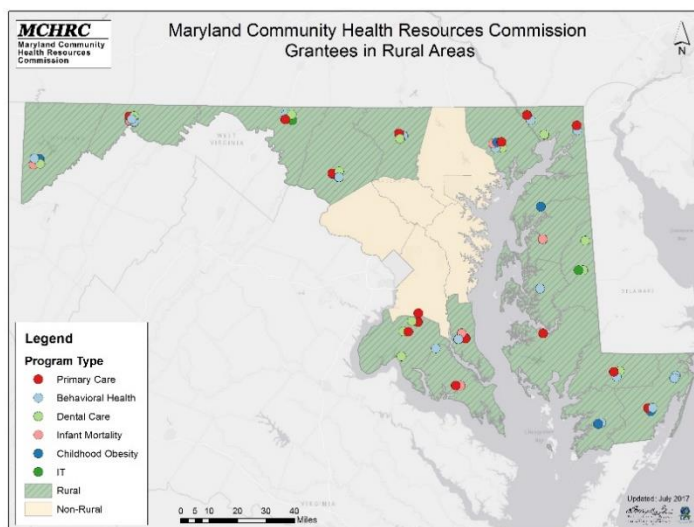 MCHRC
Maryland Community
Health Resources
Commission
Maryland Community Health Resources Commission
Grantees in Rural Areas
N
WEST
VIRGINIA
DELAWARE
Legend
Program Type
Primary Care
Behavioral Health
Dental Care
Infant Mortality
Childhood Obesity
IT
Rural
Non-Rural
VIRGINIA
0 5 10 20 30 40
Miles
Updated: July 2017